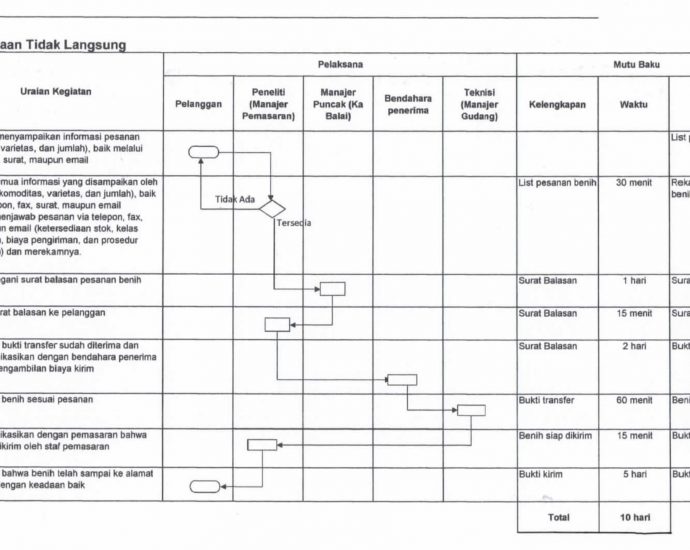 aan Tidak Langsung
Pelaksana
Mutu Baku
Uraian Kegiatan
Pelanggan
Peneliti
(Manajer
Pemasaran)
Manajer
Puncak (Ka
Balai)
Bendahara
penerima
Teknisi
(Manajer
Gudang)
Kelengkapan
Waktu
menyampaikan informasi pesanan
varietas, dan jumlah), baik melalui
surat, maupun email
List
mua informasi yang disampaikan oleh
komoditas, varietas, dan jumlah), baik
pon, fax, surat, maupun email
menjawab pesanan via telepon, fax,
n email (ketersediaan stok, kelas
, biaya pengiriman, dan prosedur
) dan merekamnya.
Tidak Ada
Tersedia
List pesanan benih
30 menit
Reka
benih
gani surat balasan pesanan benih
Surat Balasan
1 hari
Sura
rat balasan ke pelanggan
Surat Balasan
15 menit
Sura
bukti transfer sudah diterima dan
ikasikan dengan bendahara penerima
engambilan biaya kirim
Surat Balasan
2 hari
Bukt
benih sesuai pesanan
Bukti transfer
60 menit
Beni
ikasikan dengan pemasaran bahwa
dikirim oleh staf pemasaran
Benih siap dikirim
15 menit
Bukt
bahwa benih telah sampai ke alamat
engan keadaan baik
Bukti kirim
5 hari
Bukt
Total
10 hari